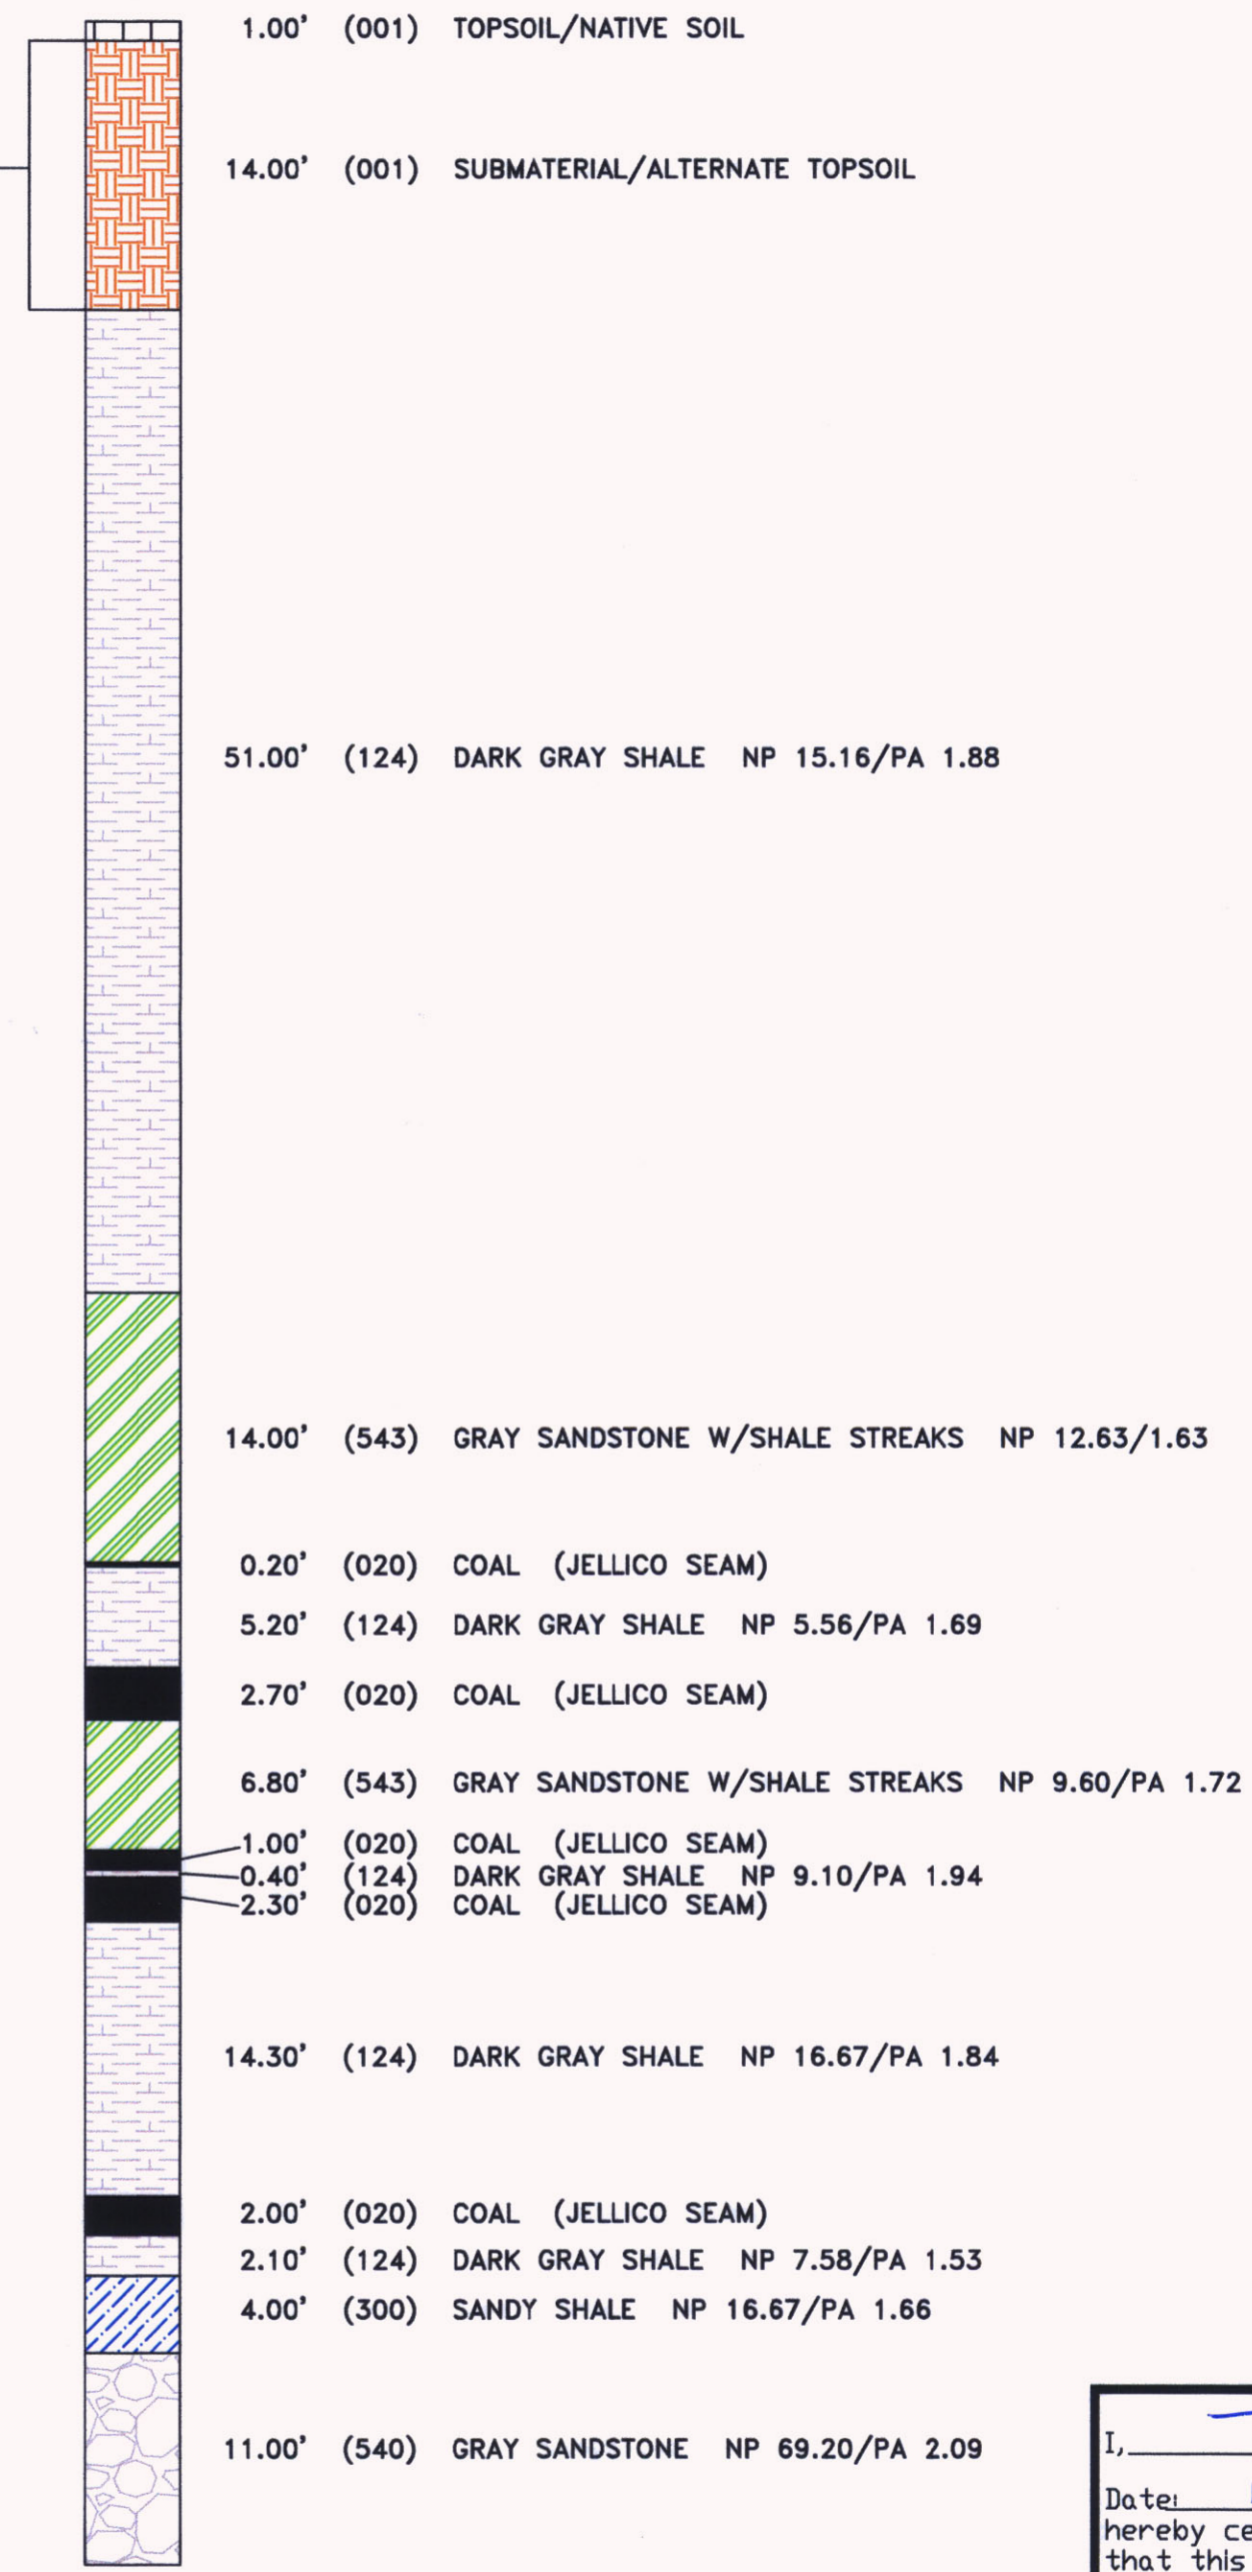 1.00' (001) TOPSOIL/NATIVE SOIL
14.00' (001) SUBMATERIAL/ALTERNATE TOPSOIL
51.00' (124) DARK GRAY SHALE NP 15.16/PA 1.88
14.00' (543) GRAY SANDSTONE W/SHALE STREAKS NP 12.63/1.63
0.20' (020) COAL (JELLICO SEAM)
5.20' (124) DARK GRAY SHALE NP 5.56/PA 1.69
2.70' (020) COAL (JELLICO SEAM)
6.80' (543) GRAY SANDSTONE W/SHALE STREAKS NP 9.60/PA 1.72
1.00' (020) COAL (JELLICO SEAM)
0.40' (124) DARK GRAY SHALE NP 9.10/PA 1.94
2.30' (020) COAL (JELLICO SEAM)
14.30' (124) DARK GRAY SHALE NP 16.67/PA 1.84
2.00' (020) COAL (JELLICO SEAM)
2.10' (124) DARK GRAY SHALE NP 7.58/PA 1.53
4.00' (300) SANDY SHALE NP 16.67/PA 1.66
11.00' (540) GRAY SANDSTONE NP 69.20/PA 2.09
I,
Date:
hereby
that this